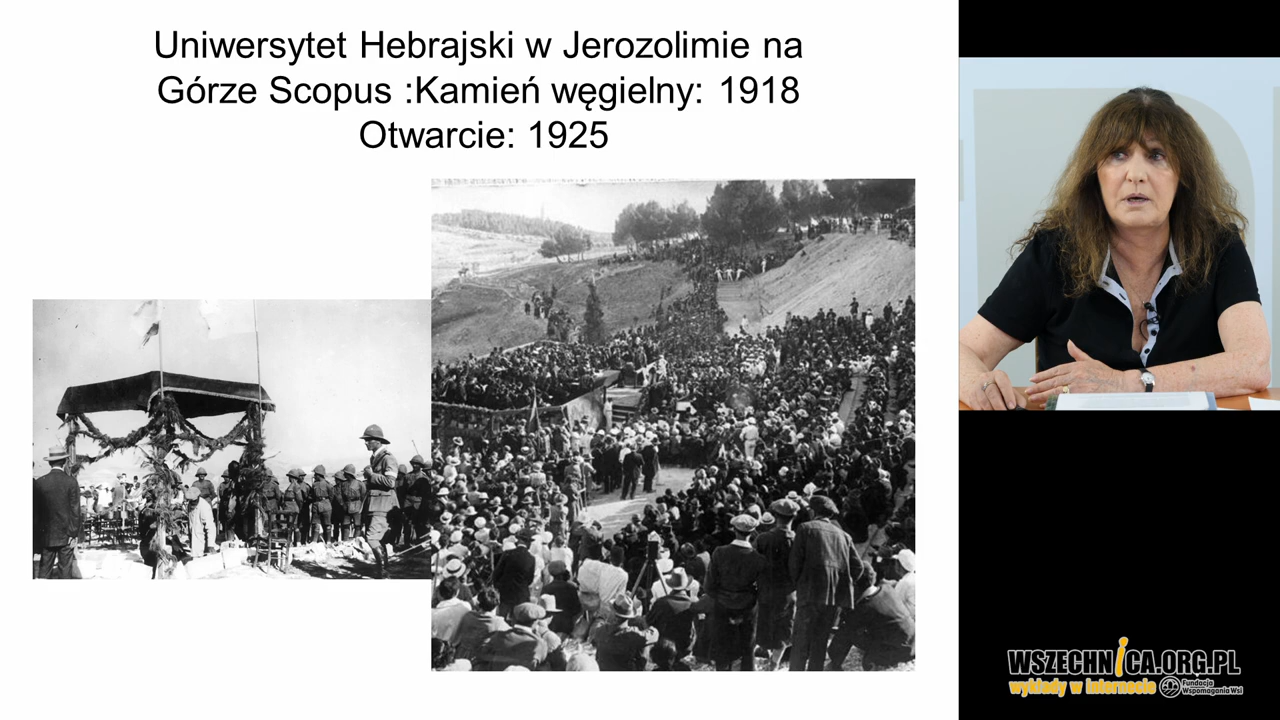 Uniwersytet Hebrajski w Jerozolimie na
Górze Scopus :Kamień węgielny: 1918
Otwarcie: 1925
WSZECHNICA.ORG.PL
wykłady w internecie
Fundacja
Wspomagania Wsi